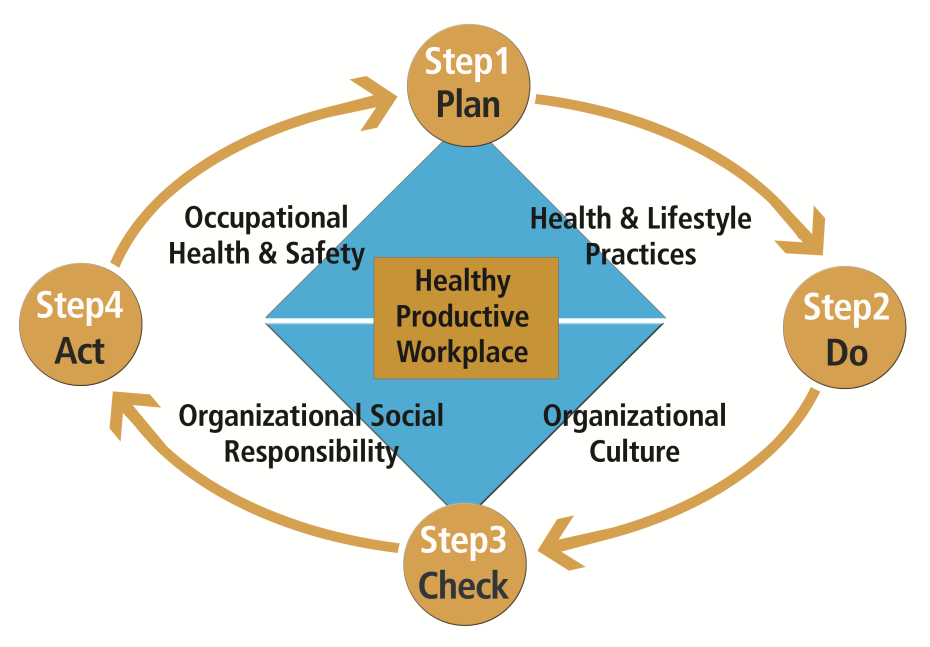 Step1
Plan
Occupational
Health & Safety
Health & Lifestyle
Practices
Healthy
Productive
Workplace
Step4
Act
Step2
Do
Organizational Social
Responsibility
Organizational
Culture
Step3
Check